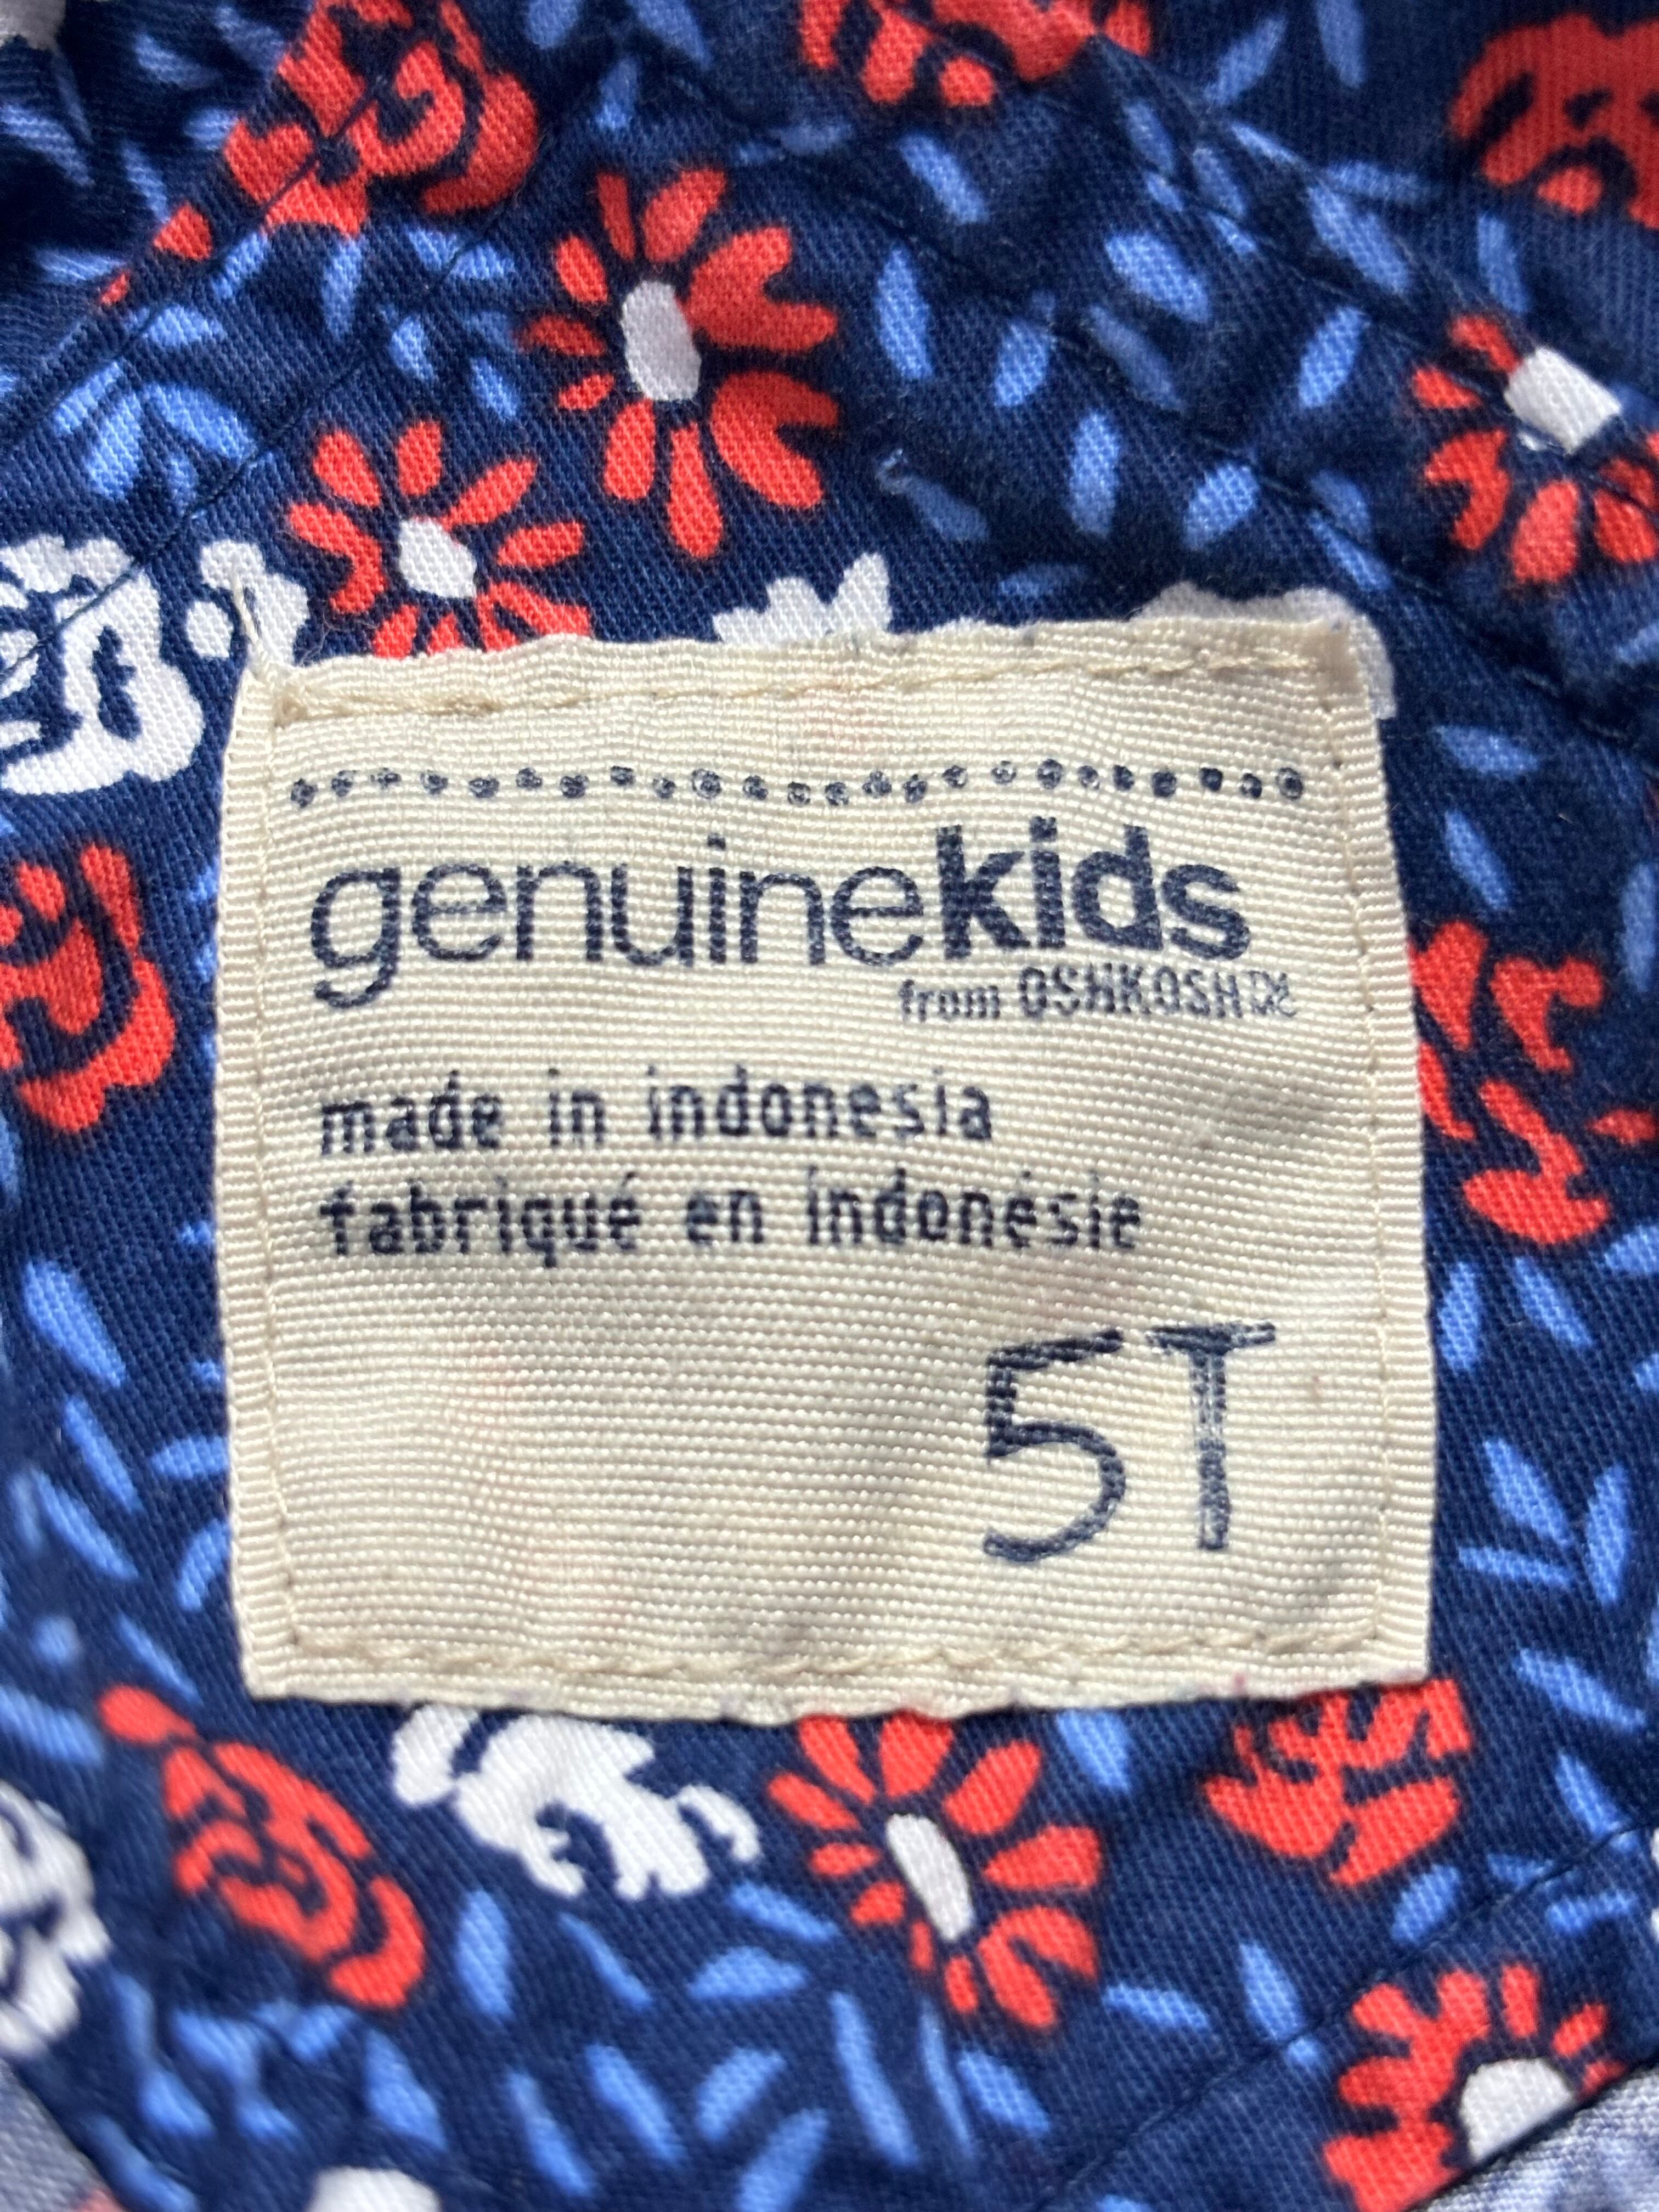 genuinekids
from OSHKOSH
made in indonesia
fabriqué en indonésie
5T